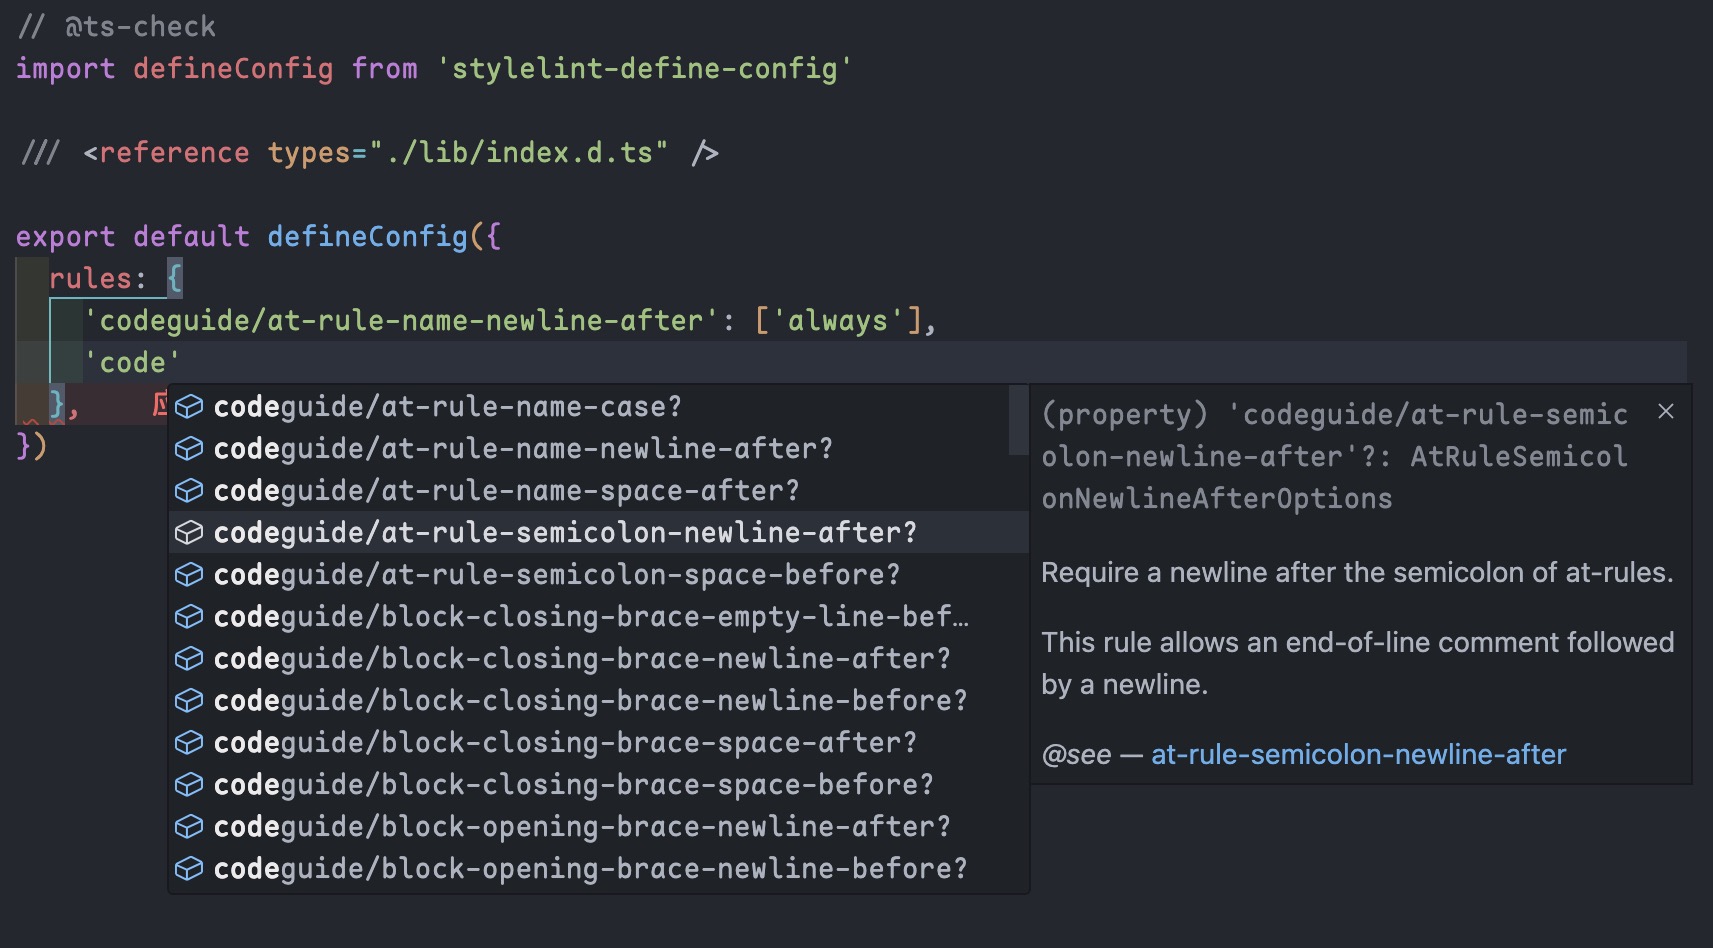 // @ts-check
import defineConfig from 'stylelint-define-config'
/// <reference types="./lib/index.d.ts" />
export default defineConfig({
rules: {
'codeguide/at-rule-name-newline-after': ['always'],
'code'
},
})
codeguide/at-rule-name-case?
codeguide/at-rule-name-newline-after?
codeguide/at-rule-name-space-after?
codeguide/at-rule-semicolon-newline-after?
codeguide/at-rule-semicolon-space-before?
codeguide/block-closing-brace-empty-line-bef…
codeguide/block-closing-brace-newline-after?
codeguide/block-closing-brace-newline-before?
codeguide/block-closing-brace-space-after?
codeguide/block-closing-brace-space-before?
codeguide/block-opening-brace-newline-after?
codeguide/block-opening-brace-newline-before?
(property) 'codeguide/at-rule-semic
olon-newline-after'?: AtRuleSemicol
onNewlineAfterOptions
Require a newline after the semicolon of at-rules.
This rule allows an end-of-line comment followed
by a newline.
@see — at-rule-semicolon-newline-after